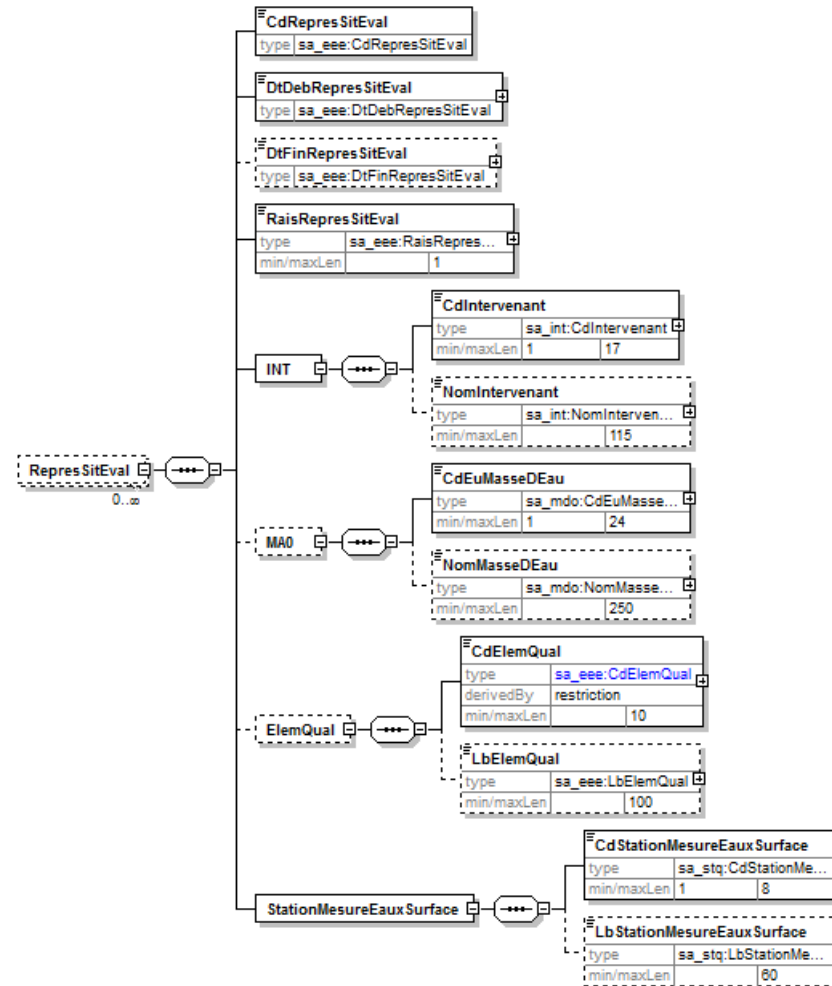 CdRepresSitEval
type sa_eee:CdRepresSitEval
DtDebRepresSitEval
type sa_eee:DtDebRepresSitEval
DtFinRepresSitEval
type sa_eee:DtFinRepresSitEval
RaisRepresSitEval
type sa_eee:RaisRepres...
min/maxLen 1
INT
CdIntervenant
type sa_int:CdIntervenant
min/maxLen 1 17
NomIntervenant
type sa_int:NomInterven...
min/maxLen 115
RepresSitEval
0..∞
MA0
CdEuMasseDEau
type sa_mdo:CdEuMasse...
min/maxLen 1 24
NomMasseDEau
type sa_mdo:NomMasse...
min/maxLen 250
ElemQual
CdElemQual
type sa_eee:CdElemQual
derivedBy restriction
min/maxLen 10
LbElemQual
type sa_eee:LbElemQual
min/maxLen 100
StationMesureEauxSurface
CdStationMesureEauxSurface
type sa_stq:CdStationMe...
min/maxLen 1 8
LbStationMesureEauxSurface
type sa_stq:LbStationMe...
min/maxLen 60